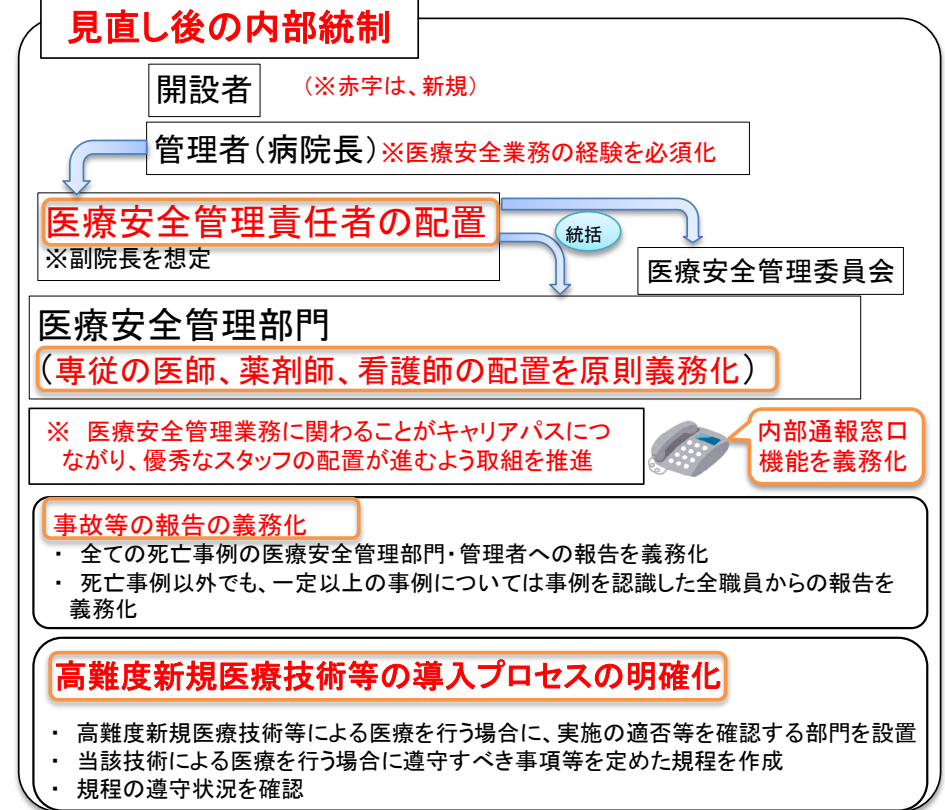 見直し後の内部統制
開設者
（※赤字は、新規）
管理者（病院長）※医療安全業務の経験を必須化
医療安全管理責任者の配置
※副院長を想定
統括
医療安全管理委員会
医療安全管理部門
（専従の医師、薬剤師、看護師の配置を原則義務化）
※　医療安全管理業務に関わることがキャリアパスにつ
ながり、優秀なスタッフの配置が進むよう取組を推進
内部通報窓口
機能を義務化
事故等の報告の義務化
・ 全ての死亡事例の医療安全管理部門・管理者への報告を義務化
・ 死亡事例以外でも、一定以上の事例については事例を認識した全職員からの報告を
義務化
高難度新規医療技術等の導入プロセスの明確化
・ 高難度新規医療技術等による医療を行う場合に、実施の適否等を確認する部門を設置
・ 当該技術による医療を行う場合に遵守すべき事項等を定めた規程を作成
・ 規程の遵守状況を確認